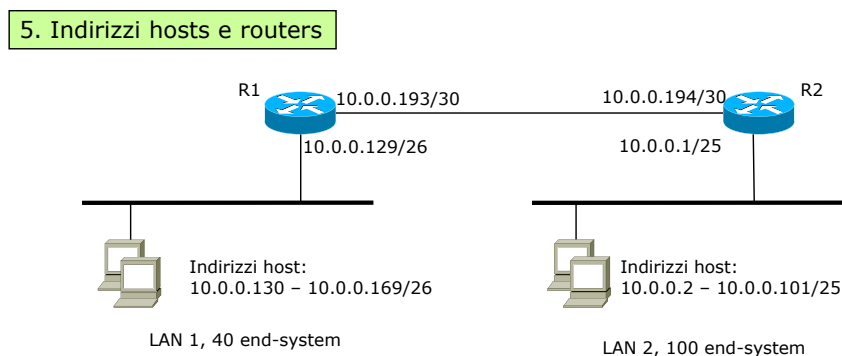 5. Indirizzi hosts e routers
R1
10.0.0.193/30
10.0.0.194/30
R2
10.0.0.129/26
10.0.0.1/25
Indirizzi host:
10.0.0.130 – 10.0.0.169/26
Indirizzi host:
10.0.0.2 – 10.0.0.101/25
LAN 1, 40 end-system
LAN 2, 100 end-system